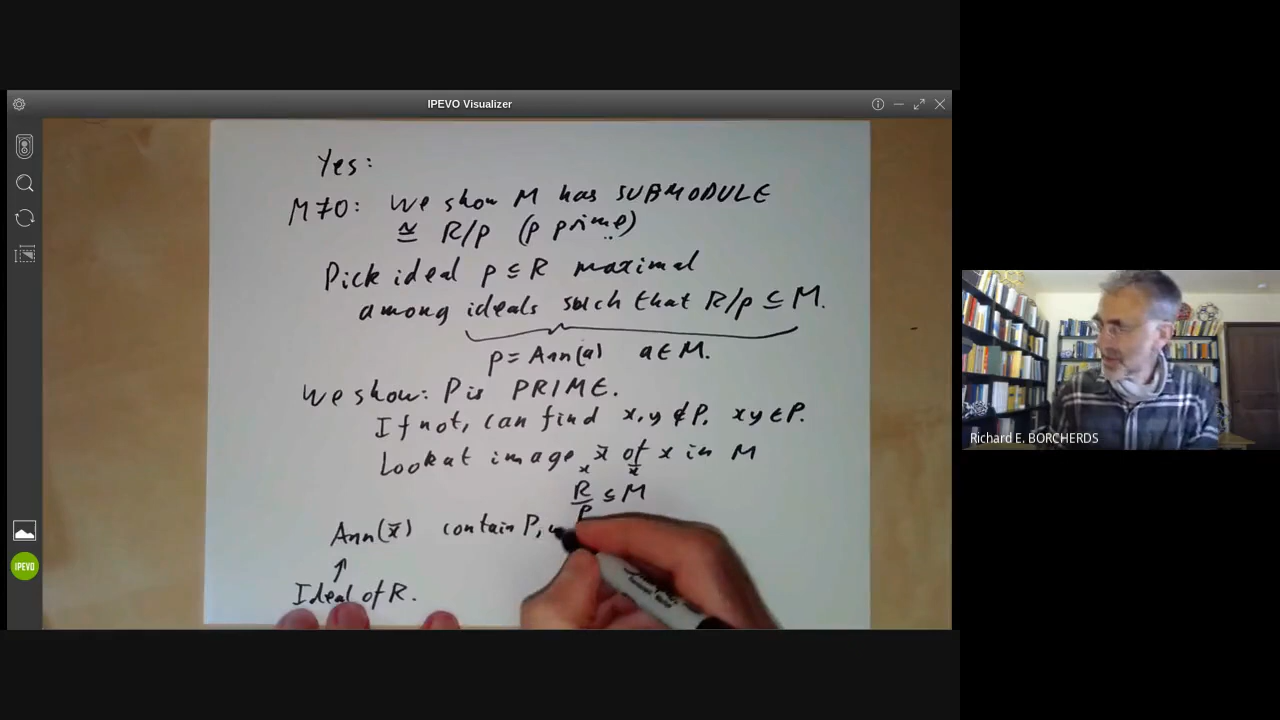 IPEVO Visualizer
Yes:
M≠0: We show M has SUBMODULE
≅ R/p (p prime)
Pick ideal p ⊆ R maximal
among ideals such that R/p ⊆ M.
p = Ann(a) a ∈ M.
We show: P is PRIME.
If not, can find x, y ∉ P, xy ∈ P.
Look at image x̄ of x in M
x x̄
R/P ⊆ M
Ann(x̄) contain P,
↑
Ideal of R.
IPEVO
Richard E. BORCHERDS